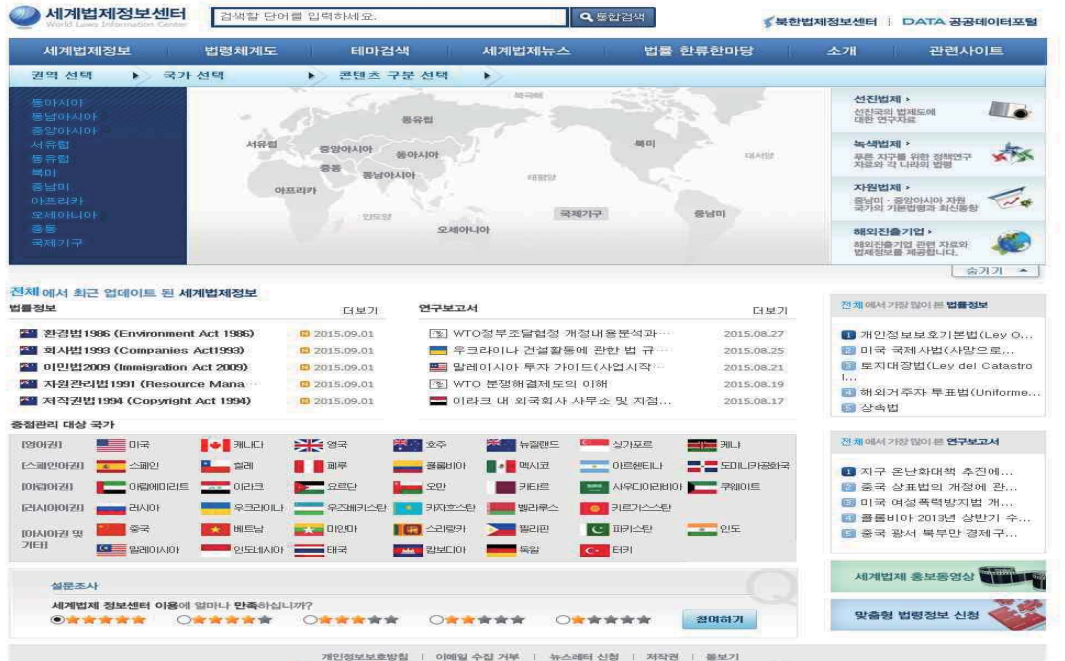 세계법제정보센터
World Laws Information Center
검색할 단어를 입력하세요.
통합검색
북한법제정보센터 | DATA 공공데이터포털
세계법제정보 법령체계도 테마검색 세계법제뉴스 법률 한류한마당 소개 관련사이트
권역 선택 국가 선택 콘텐츠 구분 선택
동아시아
동남아시아
중앙아시아
서유럽
동유럽
북미
중남미
아프리카
오세아니아
중동
국제기구
북극해
동유럽
서유럽
중앙아시아
동아시아
북미
대서양
중동
동남아시아
태평양
아프리카
인도양
국제기구
중남미
오세아니아
선진법제
선진국의 법제도에
대한 연구자료
녹색법제
푸른 지구를 위한 정책연구
자료와 각 나라의 법령
자원법제
중남미 · 중앙아시아 자원
국가의 기본법령과 최신동향
해외진출기업
해외진출기업 관련 자료와
법제정보를 제공합니다.
숨기기
전체 에서 최근 업데이트 된 세계법제정보
법률정보 더보기
환경법1986 (Environment Act 1986) 2015.09.01
회사법1993 (Companies Act1993) 2015.09.01
이민법2009 (Immigration Act 2009) 2015.09.01
자원관리법1991 (Resource Mana… 2015.09.01
저작권법1994 (Copyright Act 1994) 2015.09.01
연구보고서 더보기
WTO정부조달협정 개정내용분석과… 2015.08.27
우크라이나 건설활동에 관한 법 규… 2015.08.25
말레이시아 투자 가이드(사업시작… 2015.08.21
WTO 분쟁해결제도의 이해 2015.08.19
이라크 내 외국회사 사무소 및 지점… 2015.08.17
전체 에서 가장 많이 본 법률정보
1 개인정보보호기본법(Ley O...
2 미국 국제사법(사망으로...
3 토지대장법(Ley del Catastro
I...
4 해외거주자 투표법(Uniforme...
5 상속법
중점관리 대상 국가
[영어권] 미국 캐나다 영국 호주 뉴질랜드 싱가포르 케냐
[스페인어권] 스페인 칠레 페루 콜롬비아 멕시코 아르헨티나 도미니카공화국
[아랍어권] 아랍에미리트 이라크 요르단 오만 카타르 사우디아라비아 쿠웨이트
[러시아어권] 러시아 우크라이나 우즈베키스탄 카자흐스탄 벨라루스 키르기스스탄
[아시아권 및
기타] 중국 베트남 미얀마 스리랑카 필리핀 파키스탄 인도
말레이시아 인도네시아 태국 캄보디아 독일 터키
전체 에서 가장 많이 본 연구보고서
1 지구 온난화대책 추진에...
2 중국 상표법의 개정에 관...
3 미국 여성폭력방지법 개...
4 콜롬비아 2013년 상반기 수...
5 중국 광서 북부만 경제구...
설문조사
세계법제 정보센터 이용에 얼마나 만족하십니까?
참여하기
세계법제 홍보동영상
맞춤형 법령정보 신청
개인정보보호방침 | 이메일 수집 거부 | 뉴스레터 신청 | 저작권 | 돋보기